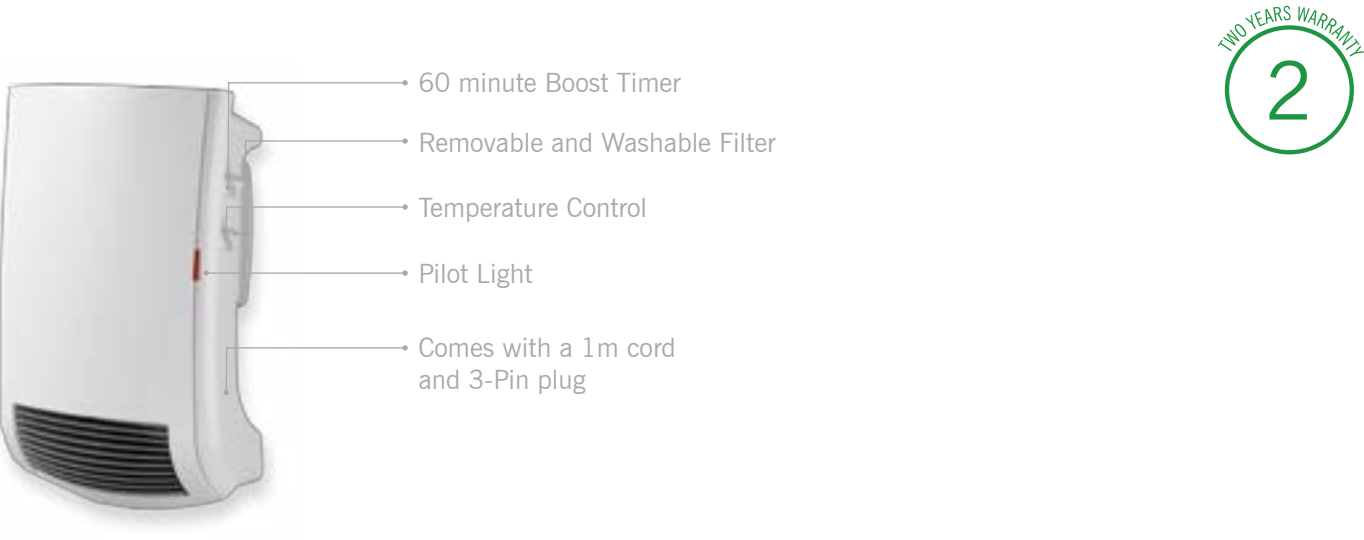 TWO YEARS WARRANTY
2
60 minute Boost Timer
Removable and Washable Filter
Temperature Control
Pilot Light
Comes with a 1m cord
and 3-Pin plug